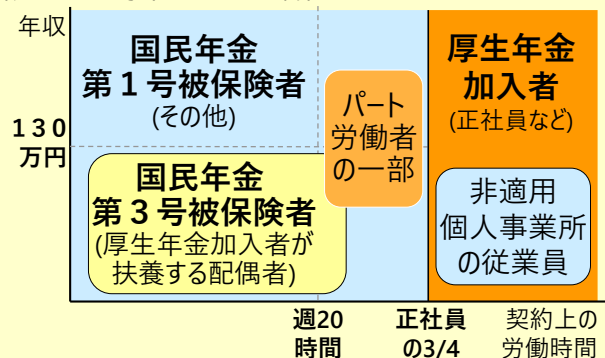 年収
130
万円
国民年金
第１号被保険者
(その他)
国民年金
第３号被保険者
(厚生年金加入者が
扶養する配偶者)
パート
労働者
の一部
厚生年金
加入者
(正社員など)
非適用
個人事業所
の従業員
週20
時間
正社員
の3/4
契約上の
労働時間